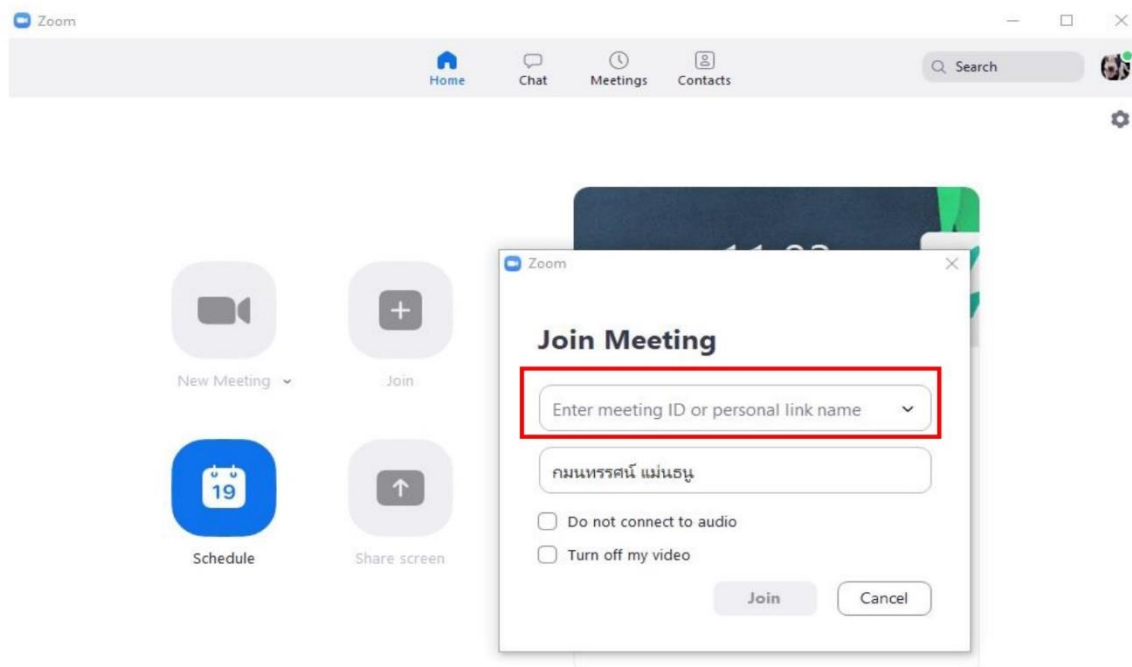 Zoom
Home Chat Meetings Contacts
Search
Zoom
Join Meeting
New Meeting
Join
Enter meeting ID or personal link name
กมนทรรศน์ แม่นธนู
19
Do not connect to audio
Turn off my video
Schedule
Share screen
Join
Cancel